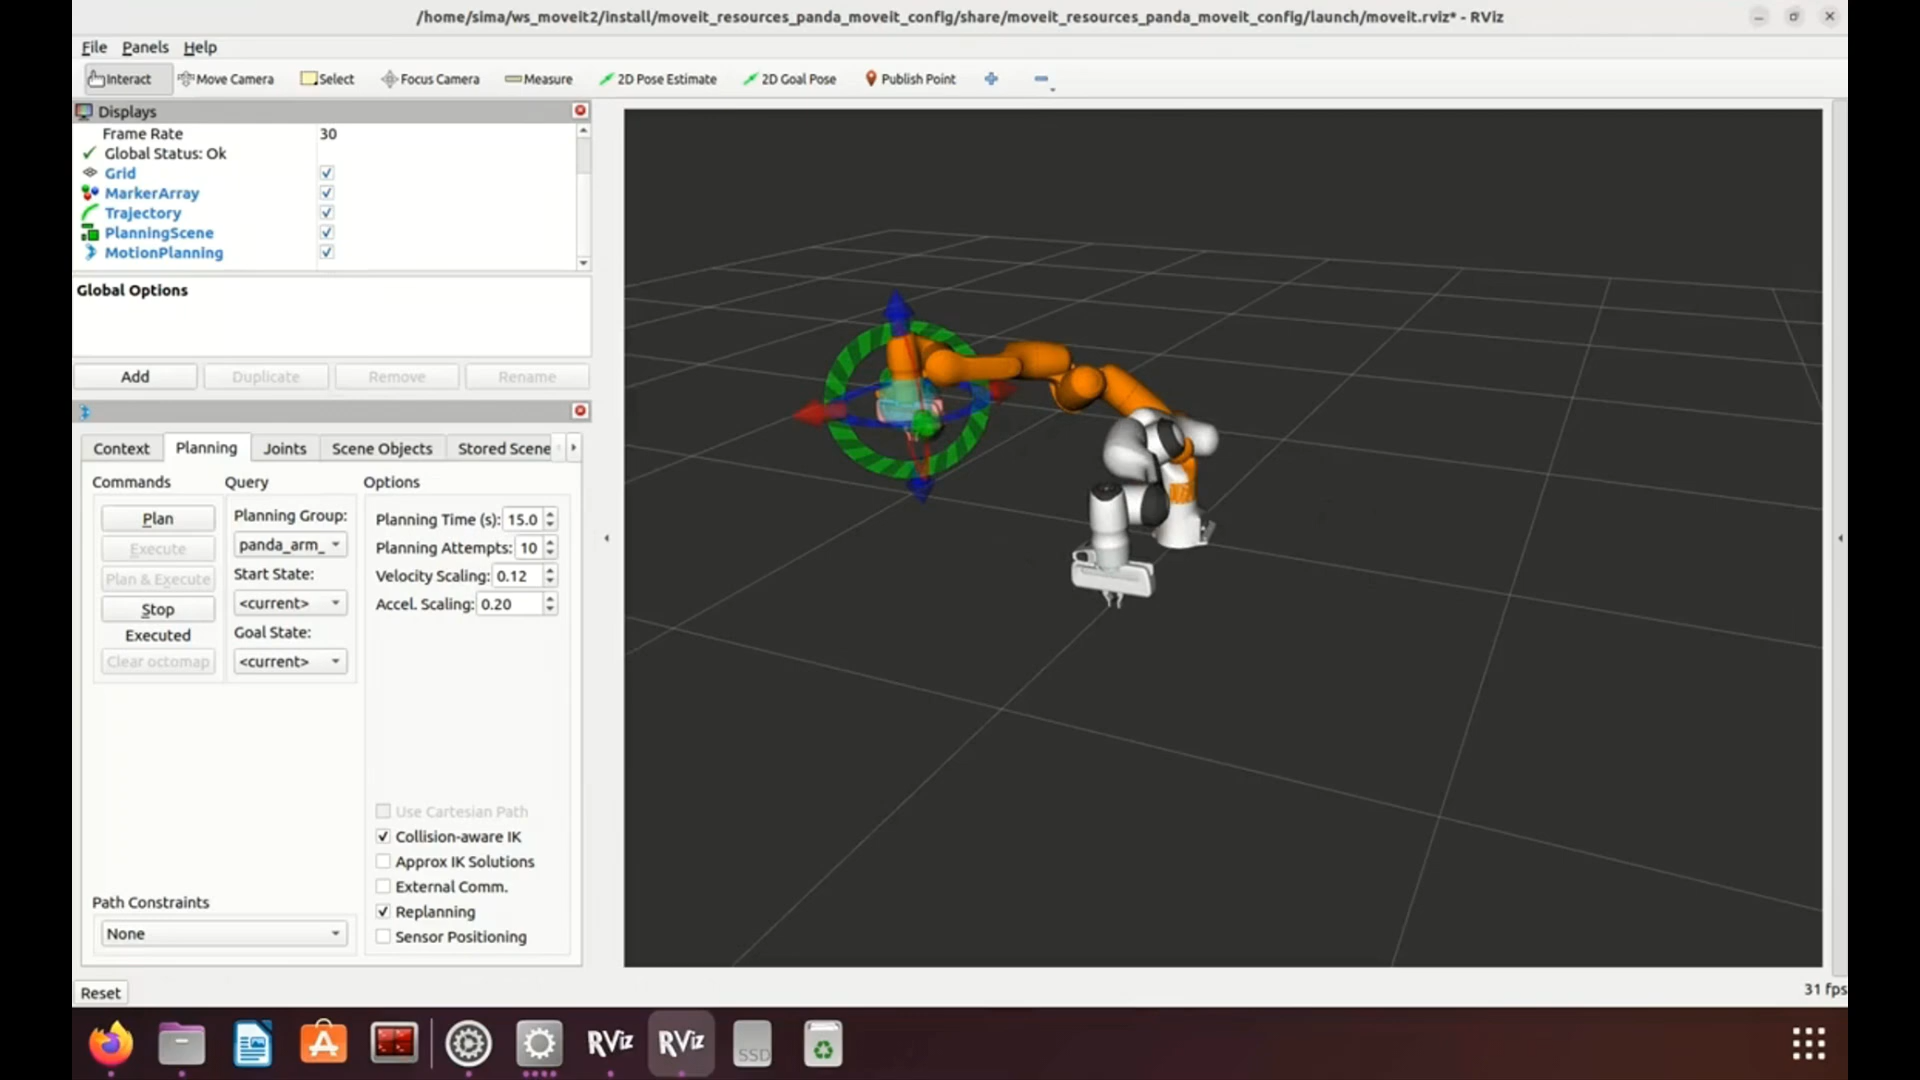 /home/sima/ws_moveit2/install/moveit_resources_panda_moveit_config/share/moveit_resources_panda_moveit_config/launch/moveit.rviz* - RViz
File Panels Help
Interact Move Camera Select Focus Camera Measure 2D Pose Estimate 2D Goal Pose Publish Point
Displays
Frame Rate 30
Global Status: Ok
Grid
MarkerArray
Trajectory
PlanningScene
MotionPlanning
Global Options
Add Duplicate Remove Rename
Context Planning Joints Scene Objects Stored Scene
Commands Query Options
Plan
Execute
Plan & Execute
Stop
Executed
Clear octomap
Planning Group:
panda_arm_
Start State:
<current>
Goal State:
<current>
Planning Time (s): 15.0
Planning Attempts: 10
Velocity Scaling: 0.12
Accel. Scaling: 0.20
Use Cartesian Path
Collision-aware IK
Approx IK Solutions
External Comm.
Replanning
Sensor Positioning
Path Constraints
None
Reset
31 fps
RViz RViz SSD